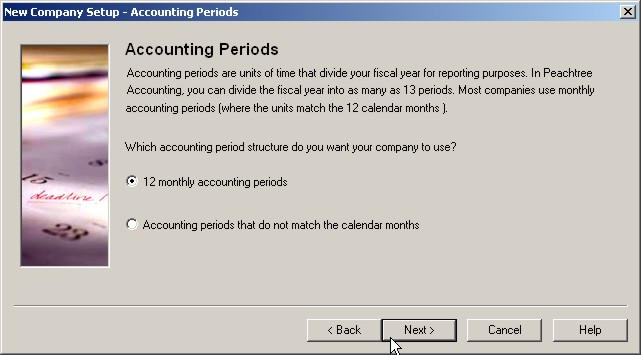 New Company Setup - Accounting Periods
Accounting Periods
Accounting periods are units of time that divide your fiscal year for reporting purposes. In Peachtree
Accounting, you can divide the fiscal year into as many as 13 periods. Most companies use monthly
accounting periods (where the units match the 12 calendar months ).
Which accounting period structure do you want your company to use?
12 monthly accounting periods
15
deadline!
23
Accounting periods that do not match the calendar months
< Back
Next >
Cancel
Help